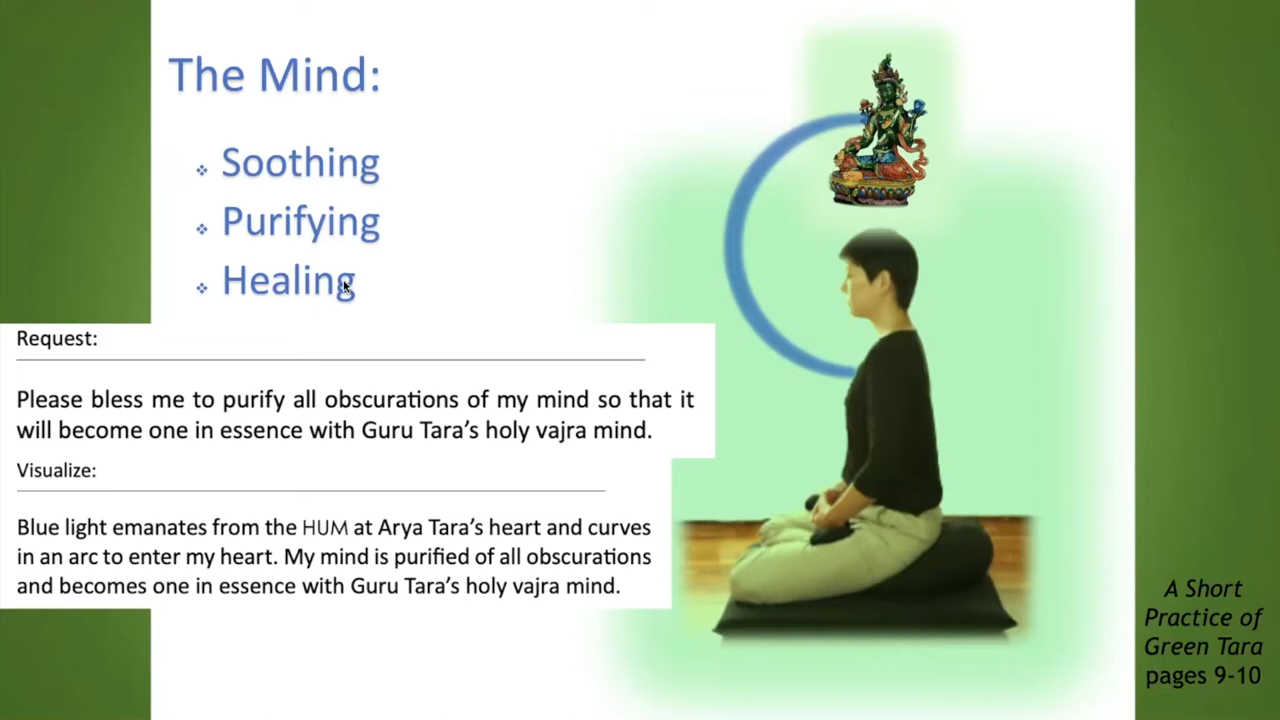 The Mind:
Soothing
Purifying
Healing
Request:
Please bless me to purify all obscurations of my mind so that it
will become one in essence with Guru Tara's holy vajra mind.
Visualize:
Blue light emanates from the HUM at Arya Tara's heart and curves
in an arc to enter my heart. My mind is purified of all obscurations
and becomes one in essence with Guru Tara's holy vajra mind.
A Short
Practice of
Green Tara
pages 9-10